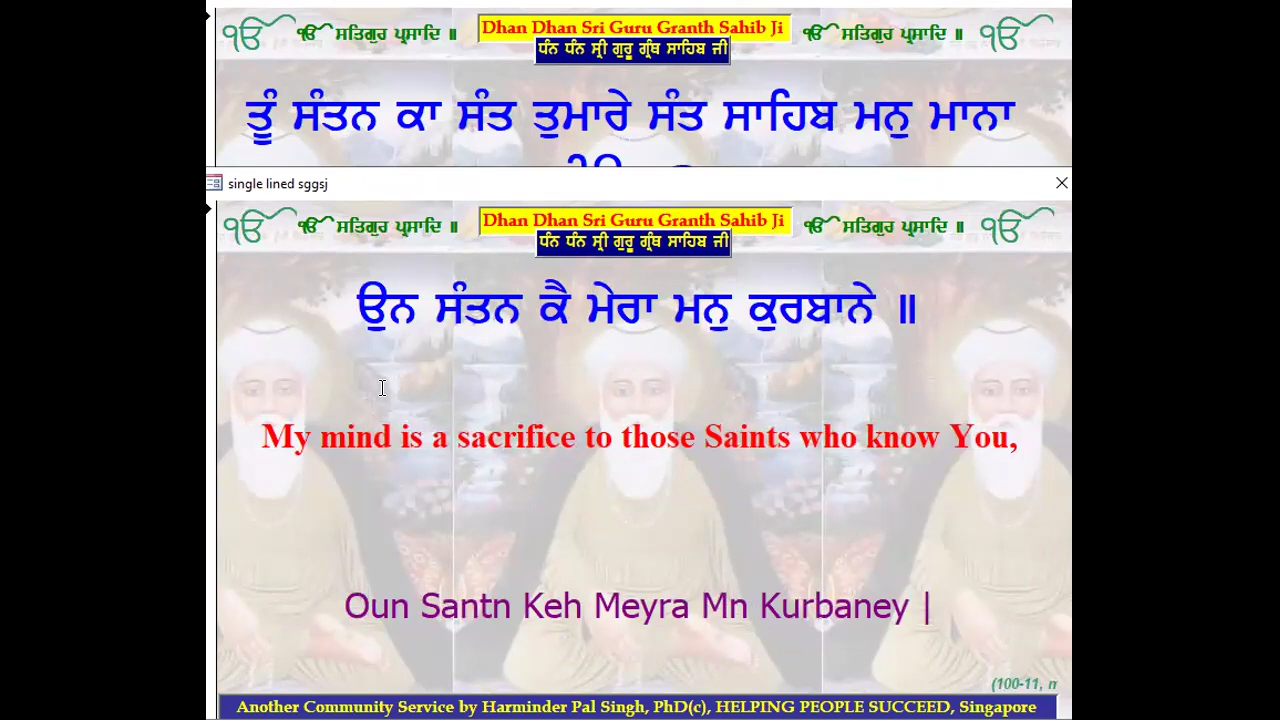 ੴ ੴ ਸਤਿਗੁਰ ਪ੍ਰਸਾਦਿ ॥ Dhan Dhan Sri Guru Granth Sahib Ji ੴ ਸਤਿਗੁਰ ਪ੍ਰਸਾਦਿ ॥ ੴ
ਧੰਨ ਧੰਨ ਸ੍ਰੀ ਗੁਰੂ ਗ੍ਰੰਥ ਸਾਹਿਬ ਜੀ
ਤੂੰ ਸੰਤਨ ਕਾ ਸੰਤ ਤੁਮਾਰੇ ਸੰਤ ਸਾਹਿਬ ਮਨੁ ਮਾਨਾ
single lined sggsj
ੴ ੴ ਸਤਿਗੁਰ ਪ੍ਰਸਾਦਿ ॥ Dhan Dhan Sri Guru Granth Sahib Ji ੴ ਸਤਿਗੁਰ ਪ੍ਰਸਾਦਿ ॥ ੴ
ਧੰਨ ਧੰਨ ਸ੍ਰੀ ਗੁਰੂ ਗ੍ਰੰਥ ਸਾਹਿਬ ਜੀ
ਉਨ ਸੰਤਨ ਕੈ ਮੇਰਾ ਮਨੁ ਕੁਰਬਾਨੇ ॥
My mind is a sacrifice to those Saints who know You,
Oun Santn Keh Meyra Mn Kurbaney |
(100-11,
Another Community Service by Harminder Pal Singh, PhD(c), HELPING PEOPLE SUCCEED, Singapore